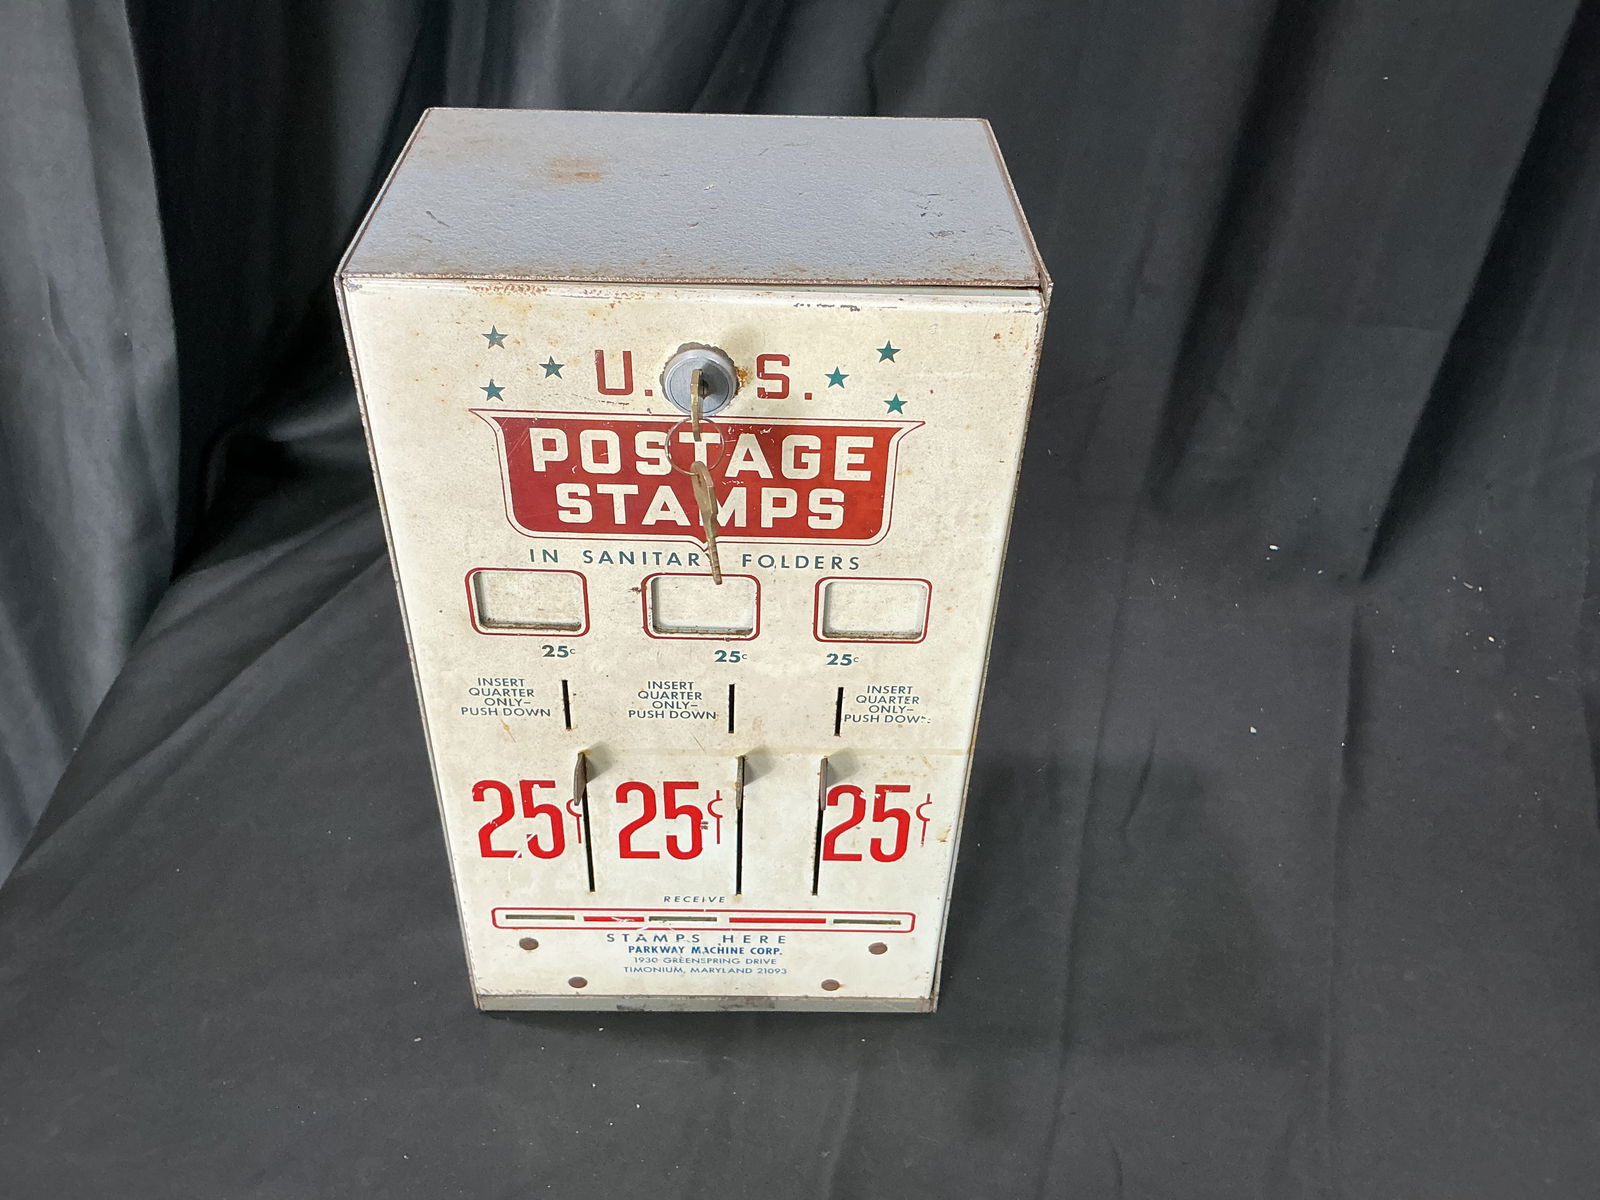 U. S.
POSTAGE
STAMPS
IN SANITAR FOLDERS
25¢ 25¢ 25¢
INSERT
QUARTER
ONLY–
PUSH DOWN
INSERT
QUARTER
ONLY–
PUSH DOWN
INSERT
QUARTER
ONLY–
PUSH DOWN
25¢ 25¢ 25¢
RECEIVE
STAMPS HERE
PARKWAY MACHINE CORP.
1930 GREENSPRING DRIVE
TIMONIUM, MARYLAND 21093